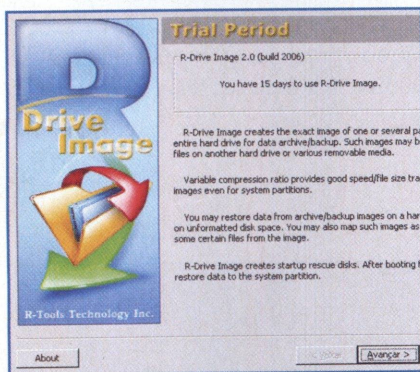 R
Drive
Image
R-Tools Technology Inc.
Trial Period
R-Drive Image 2.0 (build 2006)
You have 15 days to use R-Drive Image.
R-Drive Image creates the exact image of one or several
entire hard drive for data archive/backup. Such images may
files on another hard drive or various removable media.
Variable compression ratio provides good speed/file size
images even for system partitions.
You may restore data from archive/backup images on a
on unformatted disk space. You may also map such images as
some certain files from the image.
R-Drive Image creates startup rescue disks. After booting
restore data to the system partition.
About
Avançar >